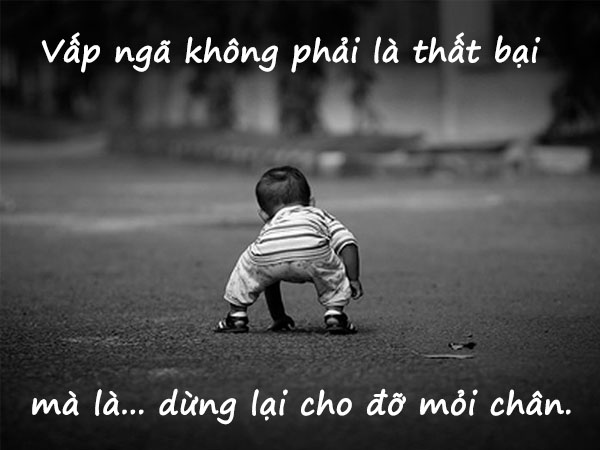 Vấp ngã không phải là thất bại
mà là... dừng lại cho đỡ mỏi chân.